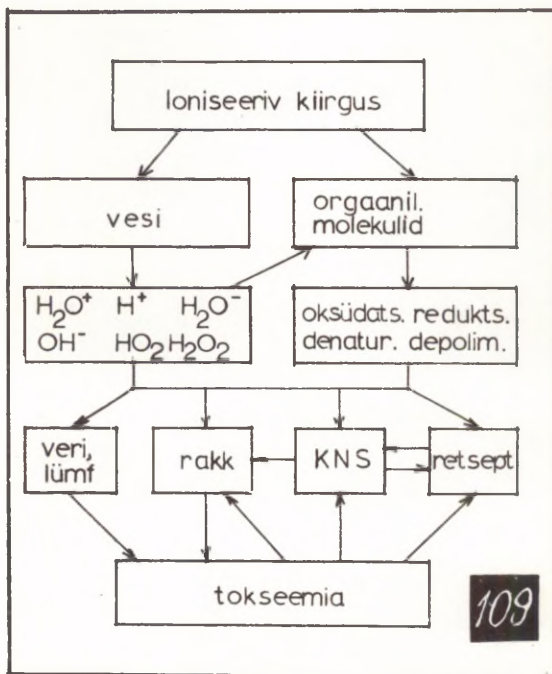 Ioniseeriv kiirgus
vesi
orgaanil.
molekulid
H₂O⁺ H⁺ H₂O⁻
OH⁻ HO₂ H₂O₂
oksüdats. redukts.
denatur. depolim.
veri,
lümf
rakk
KNS
retsept
tokseemia
109